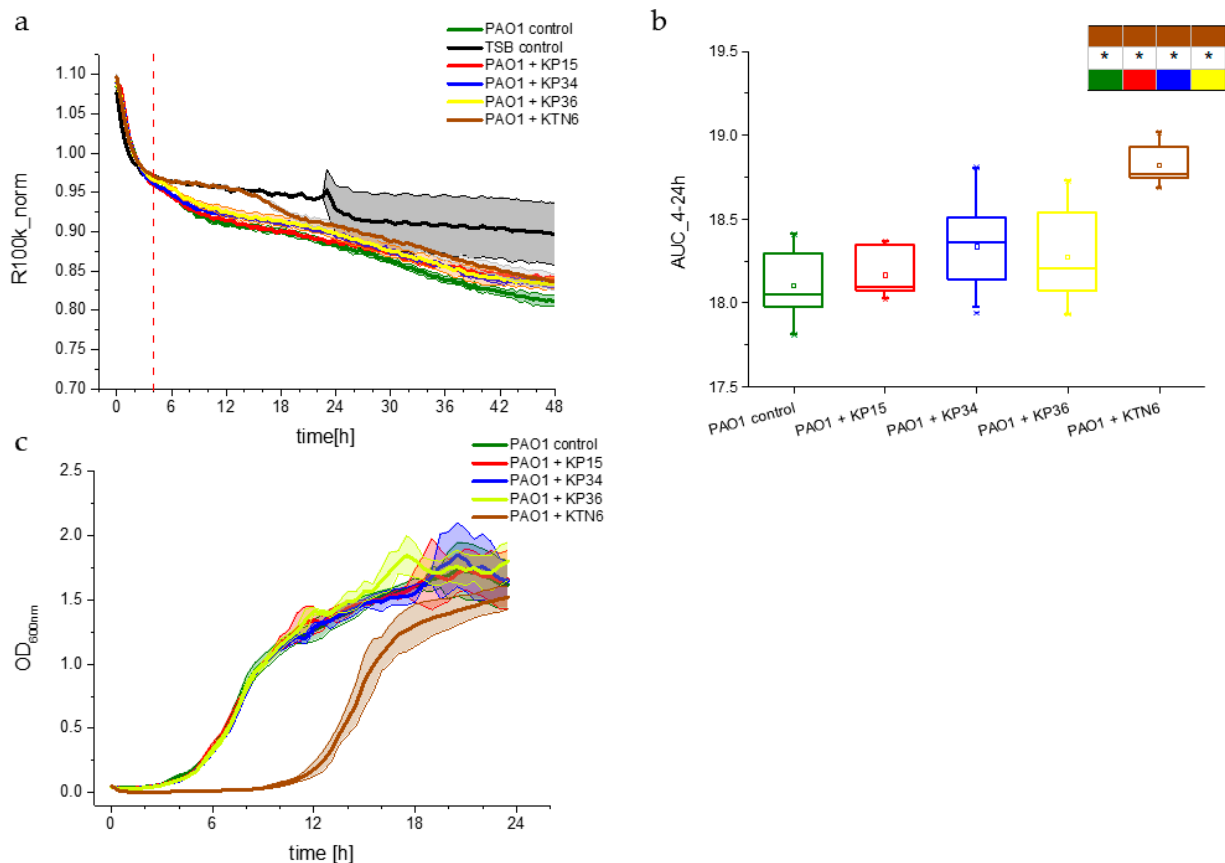 a
PAO1 control
TSB control
PAO1 + KP15
PAO1 + KP34
PAO1 + KP36
PAO1 + KTN6
1.10
1.05
1.00
0.95
0.90
0.85
0.80
0.75
0.70
R100k_norm
0 6 12 18 24 30 36 42 48
time[h]
b
* * * *
19.5
19.0
18.5
18.0
17.5
AUC_4-24h
PAO1 control PAO1 + KP15 PAO1 + KP34 PAO1 + KP36 PAO1 + KTN6
c
PAO1 control
PAO1 + KP15
PAO1 + KP34
PAO1 + KP36
PAO1 + KTN6
2.5
2.0
1.5
1.0
0.5
0.0
OD600nm
0 6 12 18 24
time [h]